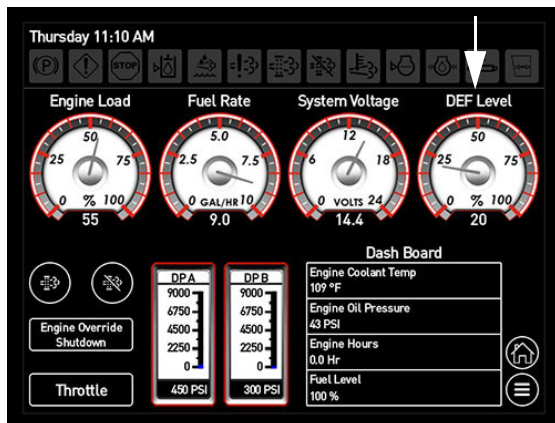 Thursday 11:10 AM
(P) STOP
Engine Load Fuel Rate System Voltage DEF Level
50 5.0 12 50
25 75 2.5 7.5 6 18 25 75
0 % 100 0 GAL/HR 10 0 VOLTS 24 0 % 100
55 9.0 14.4 20
Dash Board
DP A DP B
9000 9000
6750 6750
4500 4500
2250 2250
0 0
450 PSI 300 PSI
Engine Coolant Temp
109 °F
Engine Oil Pressure
43 PSI
Engine Hours
0.0 Hr
Fuel Level
100 %
Engine Override
Shutdown
Throttle